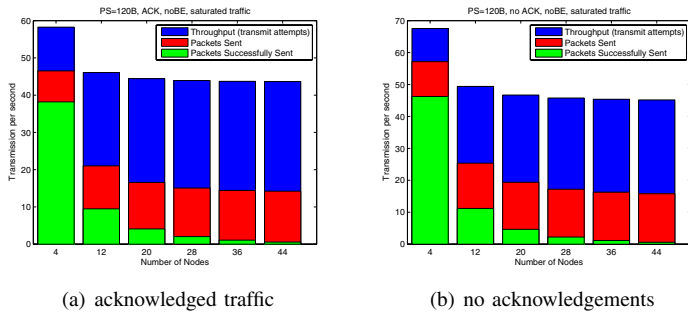 PS=120B, ACK, noBE, saturated traffic
Throughput (transmit attempts)
Packets Sent
Packets Successfully Sent
Transmission per second
60
50
40
30
20
10
0
4 12 20 28 36 44
Number of Nodes
(a) acknowledged traffic
PS=120B, no ACK, noBE, saturated traffic
Throughput (transmit attempts)
Packets Sent
Packets Successfully Sent
Transmission per second
70
60
50
40
30
20
10
0
4 12 20 28 36 44
Number of Nodes
(b) no acknowledgements